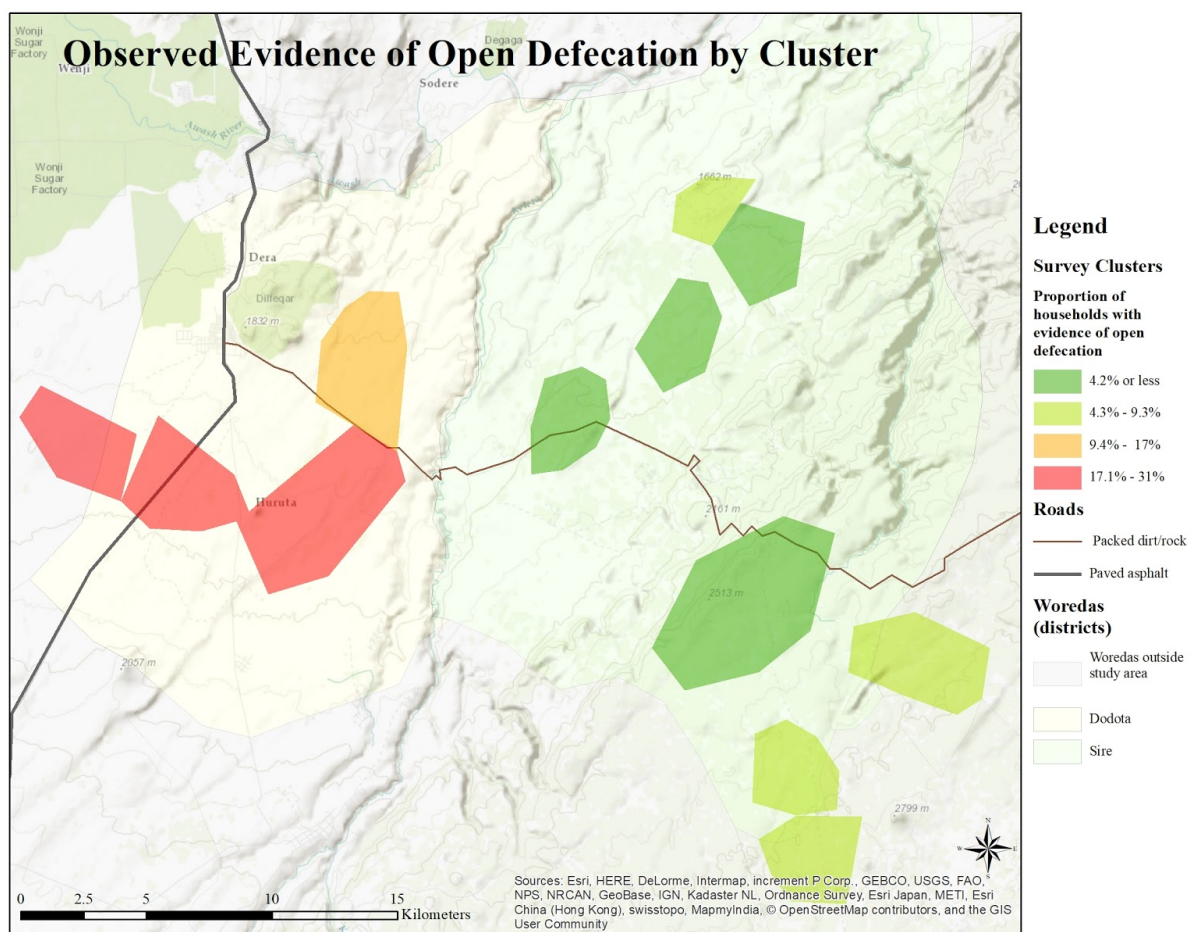 Observed Evidence of Open Defecation by Cluster
Wonji
Sugar
Factory
Wenji
Degaga
Sodere
Awash River
Wonji
Sugar
Factory
Awash
1662 m
Dera
Dilfeqar
1832 m
Huruta
2161 m
2513 m
2057 m
2799 m
0 2.5 5 10 15
Kilometers
N
W E
S
Sources: Esri, HERE, DeLorme, Intermap, increment P Corp., GEBCO, USGS, FAO,
NPS, NRCAN, GeoBase, IGN, Kadaster NL, Ordnance Survey, Esri Japan, METI, Esri
China (Hong Kong), swisstopo, MapmyIndia, © OpenStreetMap contributors, and the GIS
User Community
Legend
Survey Clusters
Proportion of
households with
evidence of open
defecation
4.2% or less
4.3% - 9.3%
9.4% - 17%
17.1% - 31%
Roads
Packed dirt/rock
Paved asphalt
Woredas
(districts)
Woredas outside
study area
Dodota
Sire